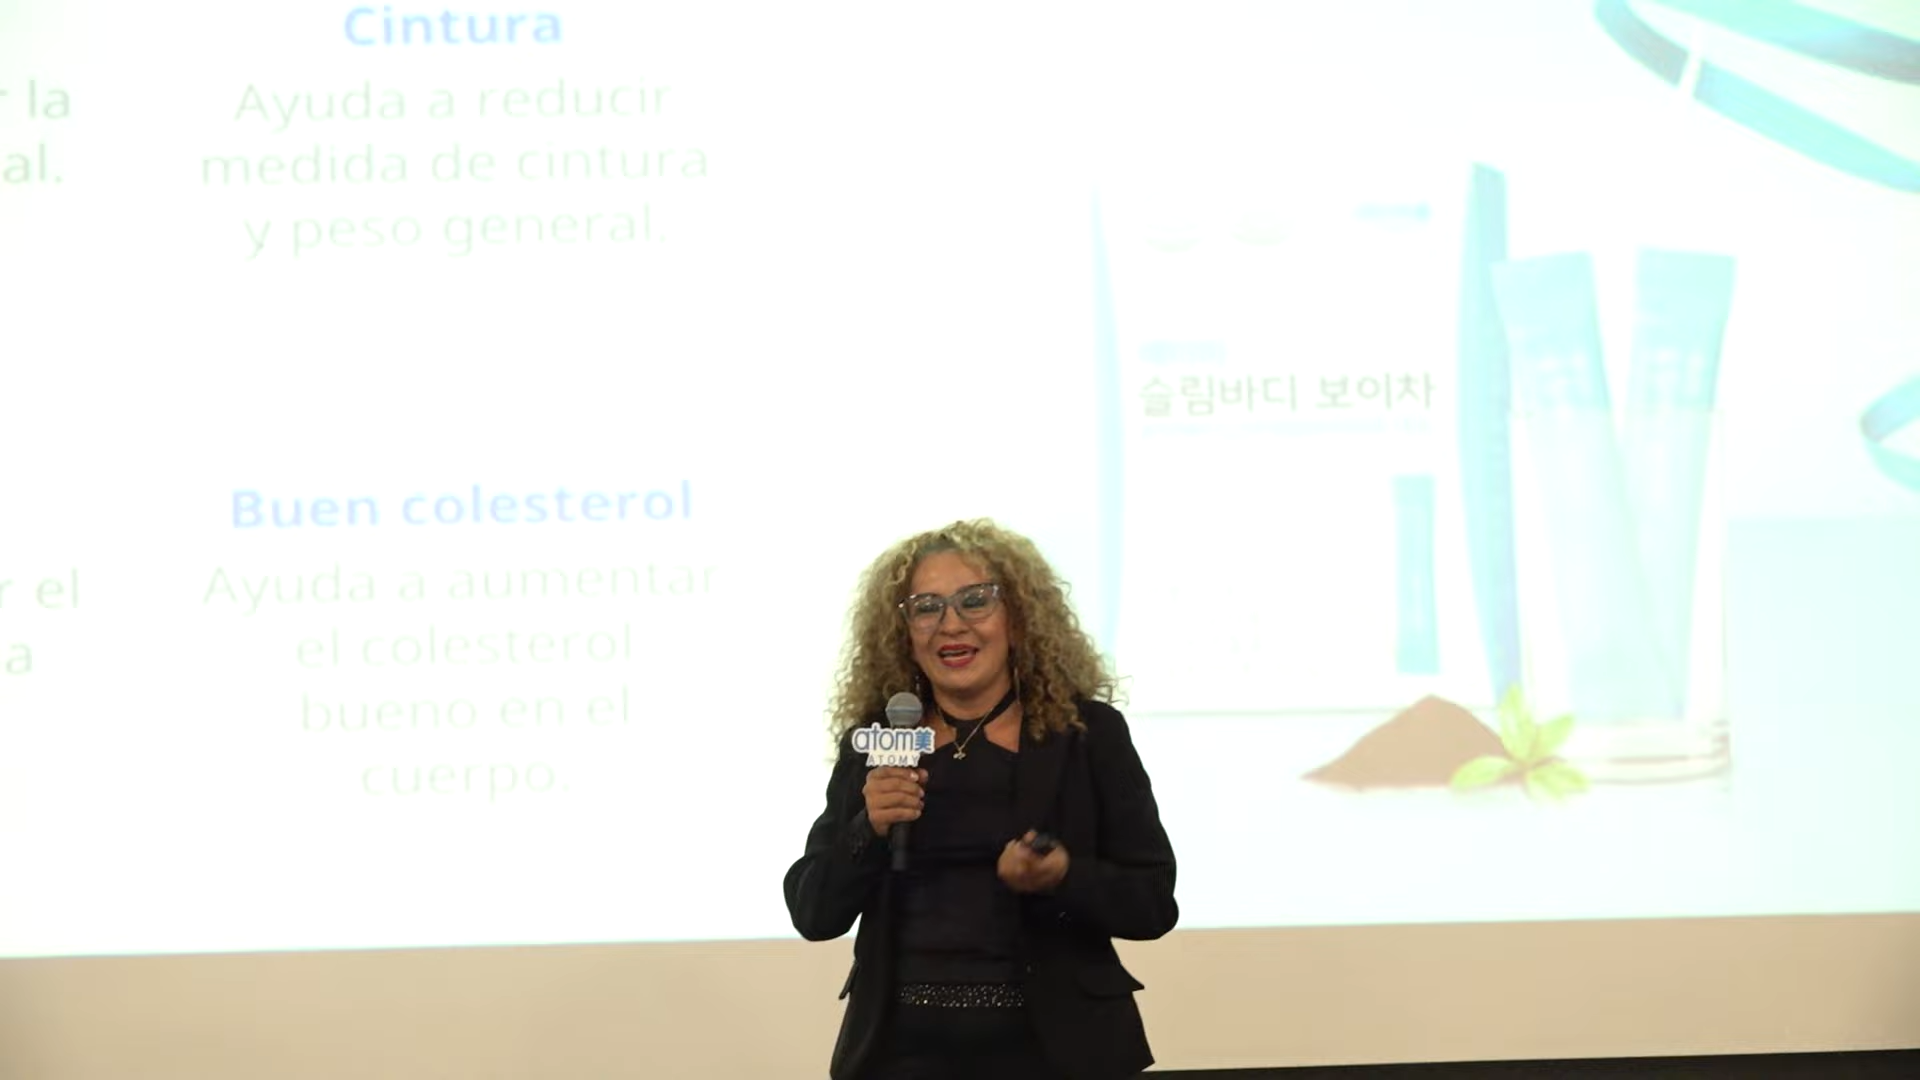 Cintura
Ayuda a reducir
medida de cintura
y peso general.
r la
al.
Buen colesterol
Ayuda a aumentar
el colesterol
bueno en el
cuerpo.
r el
a
슬림바디 보이차
atom美
ATOMY